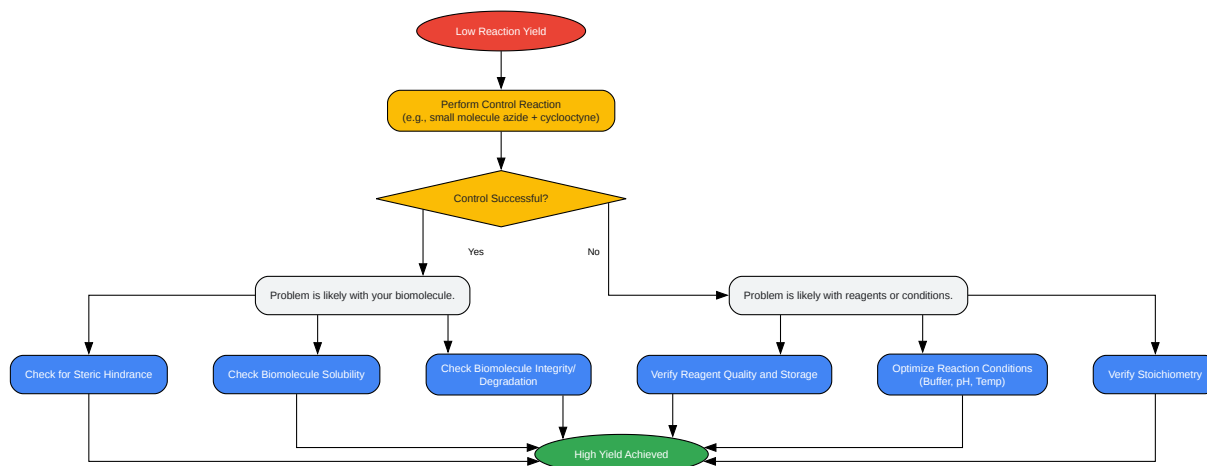 Low Reaction Yield
Perform Control Reaction
(e.g., small molecule azide + cyclooctyne)
Control Successful?
Yes
No
Problem is likely with your biomolecule.
Problem is likely with reagents or conditions.
Check for Steric Hindrance
Check Biomolecule Solubility
Check Biomolecule Integrity/
Degradation
Verify Reagent Quality and Storage
Optimize Reaction Conditions
(Buffer, pH, Temp)
Verify Stoichiometry
High Yield Achieved